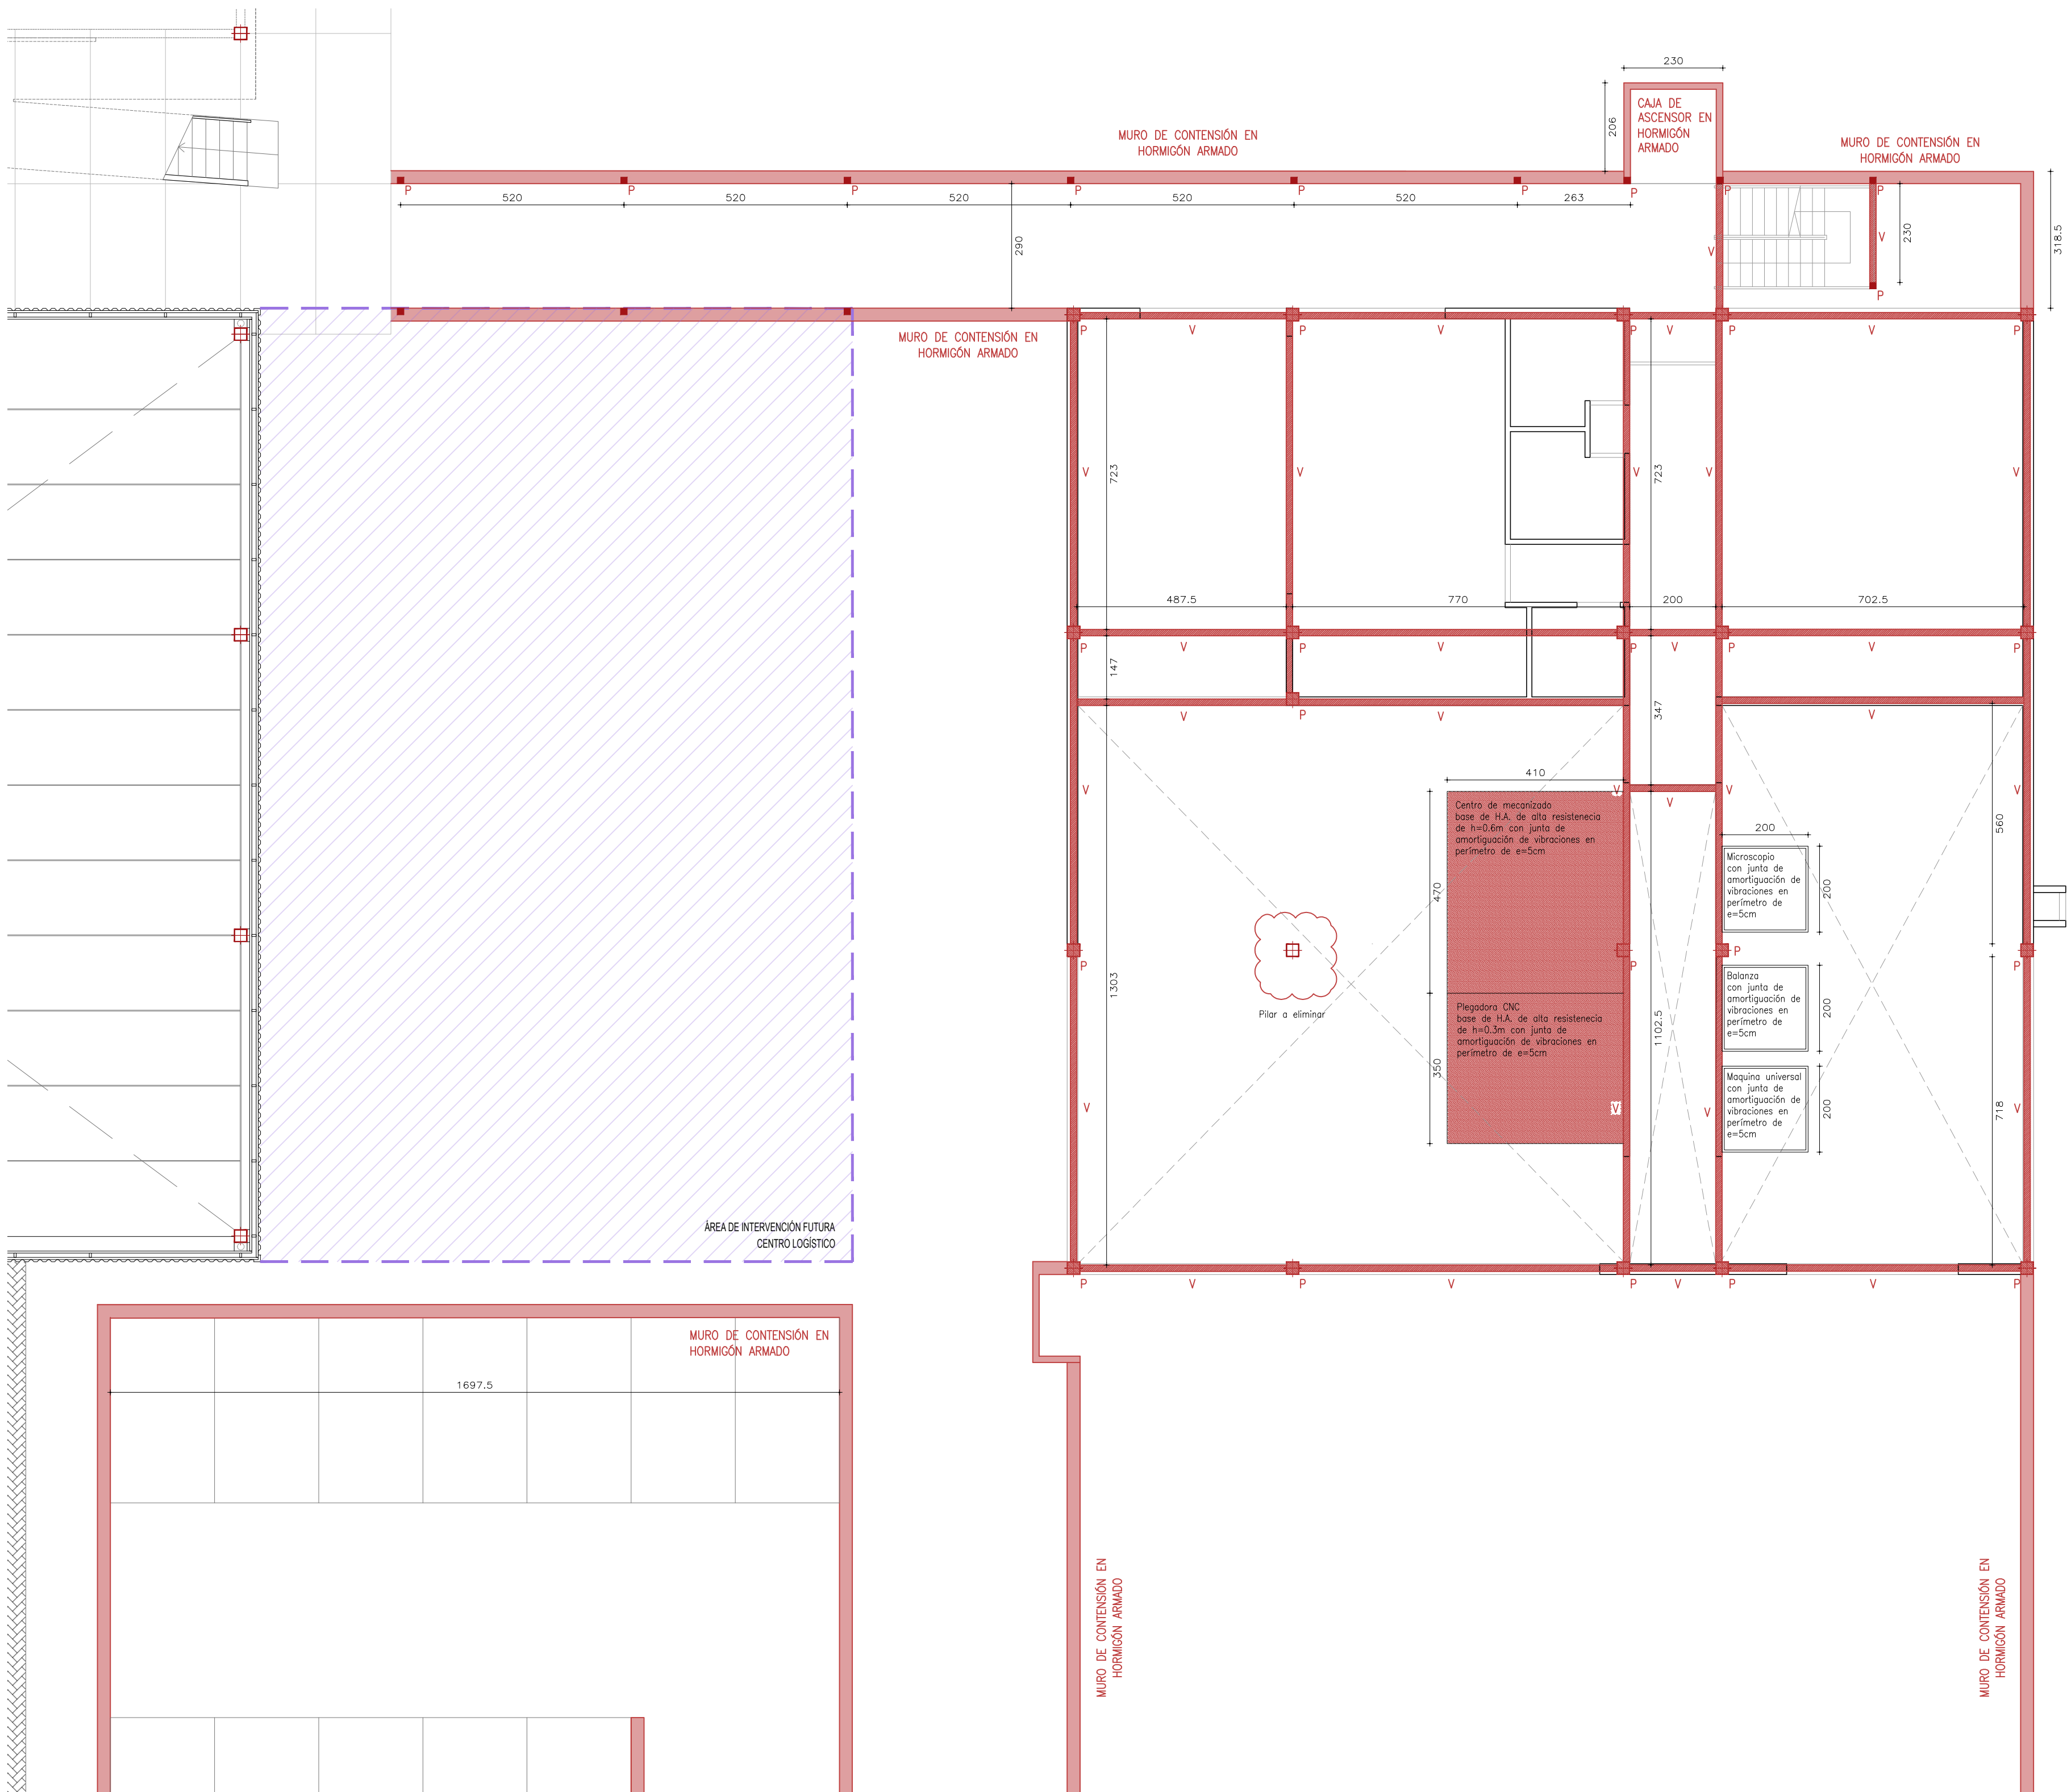 230
CAJA DE
ASCENSOR EN
HORMIGÓN
ARMADO
206
MURO DE CONTENSIÓN EN
HORMIGÓN ARMADO
MURO DE CONTENSIÓN EN
HORMIGÓN ARMADO
P
P
P
P
P
P
P
P
P
520
520
520
520
520
263
290
V
V
230
318.5
P
MURO DE CONTENSIÓN EN
HORMIGÓN ARMADO
P
V
P
V
P
V
P
V
P
723
V
V
V
723
V
V
487.5
770
200
702.5
P
V
P
V
P
V
P
V
P
147
347
V
P
V
V
410
V
V
V
V
V
Centro de mecanizado
base de H.A. de alta resistenecia
de h=0.6m con junta de
amortiguación de vibraciones en
perímetro de e=5cm
470
560
200
Microscopio
con junta de
amortiguación de
vibraciones en
perímetro de
e=5cm
200
P
P
P
P
1303
Pilar a eliminar
Balanza
con junta de
amortiguación de
vibraciones en
perímetro de
e=5cm
200
Plegadora CNC
base de H.A. de alta resistenecia
de h=0.3m con junta de
amortiguación de vibraciones en
perímetro de e=5cm
350
1102.5
Maquina universal
con junta de
amortiguación de
vibraciones en
perímetro de
e=5cm
200
718
V
V
V
V
ÁREA DE INTERVENCIÓN FUTURA
CENTRO LOGÍSTICO
P
V
P
V
P
V
P
V
P
MURO DE CONTENSIÓN EN
HORMIGÓN ARMADO
1697.5
MURO DE CONTENSIÓN EN
HORMIGÓN ARMADO
MURO DE CONTENSIÓN EN
HORMIGÓN ARMADO